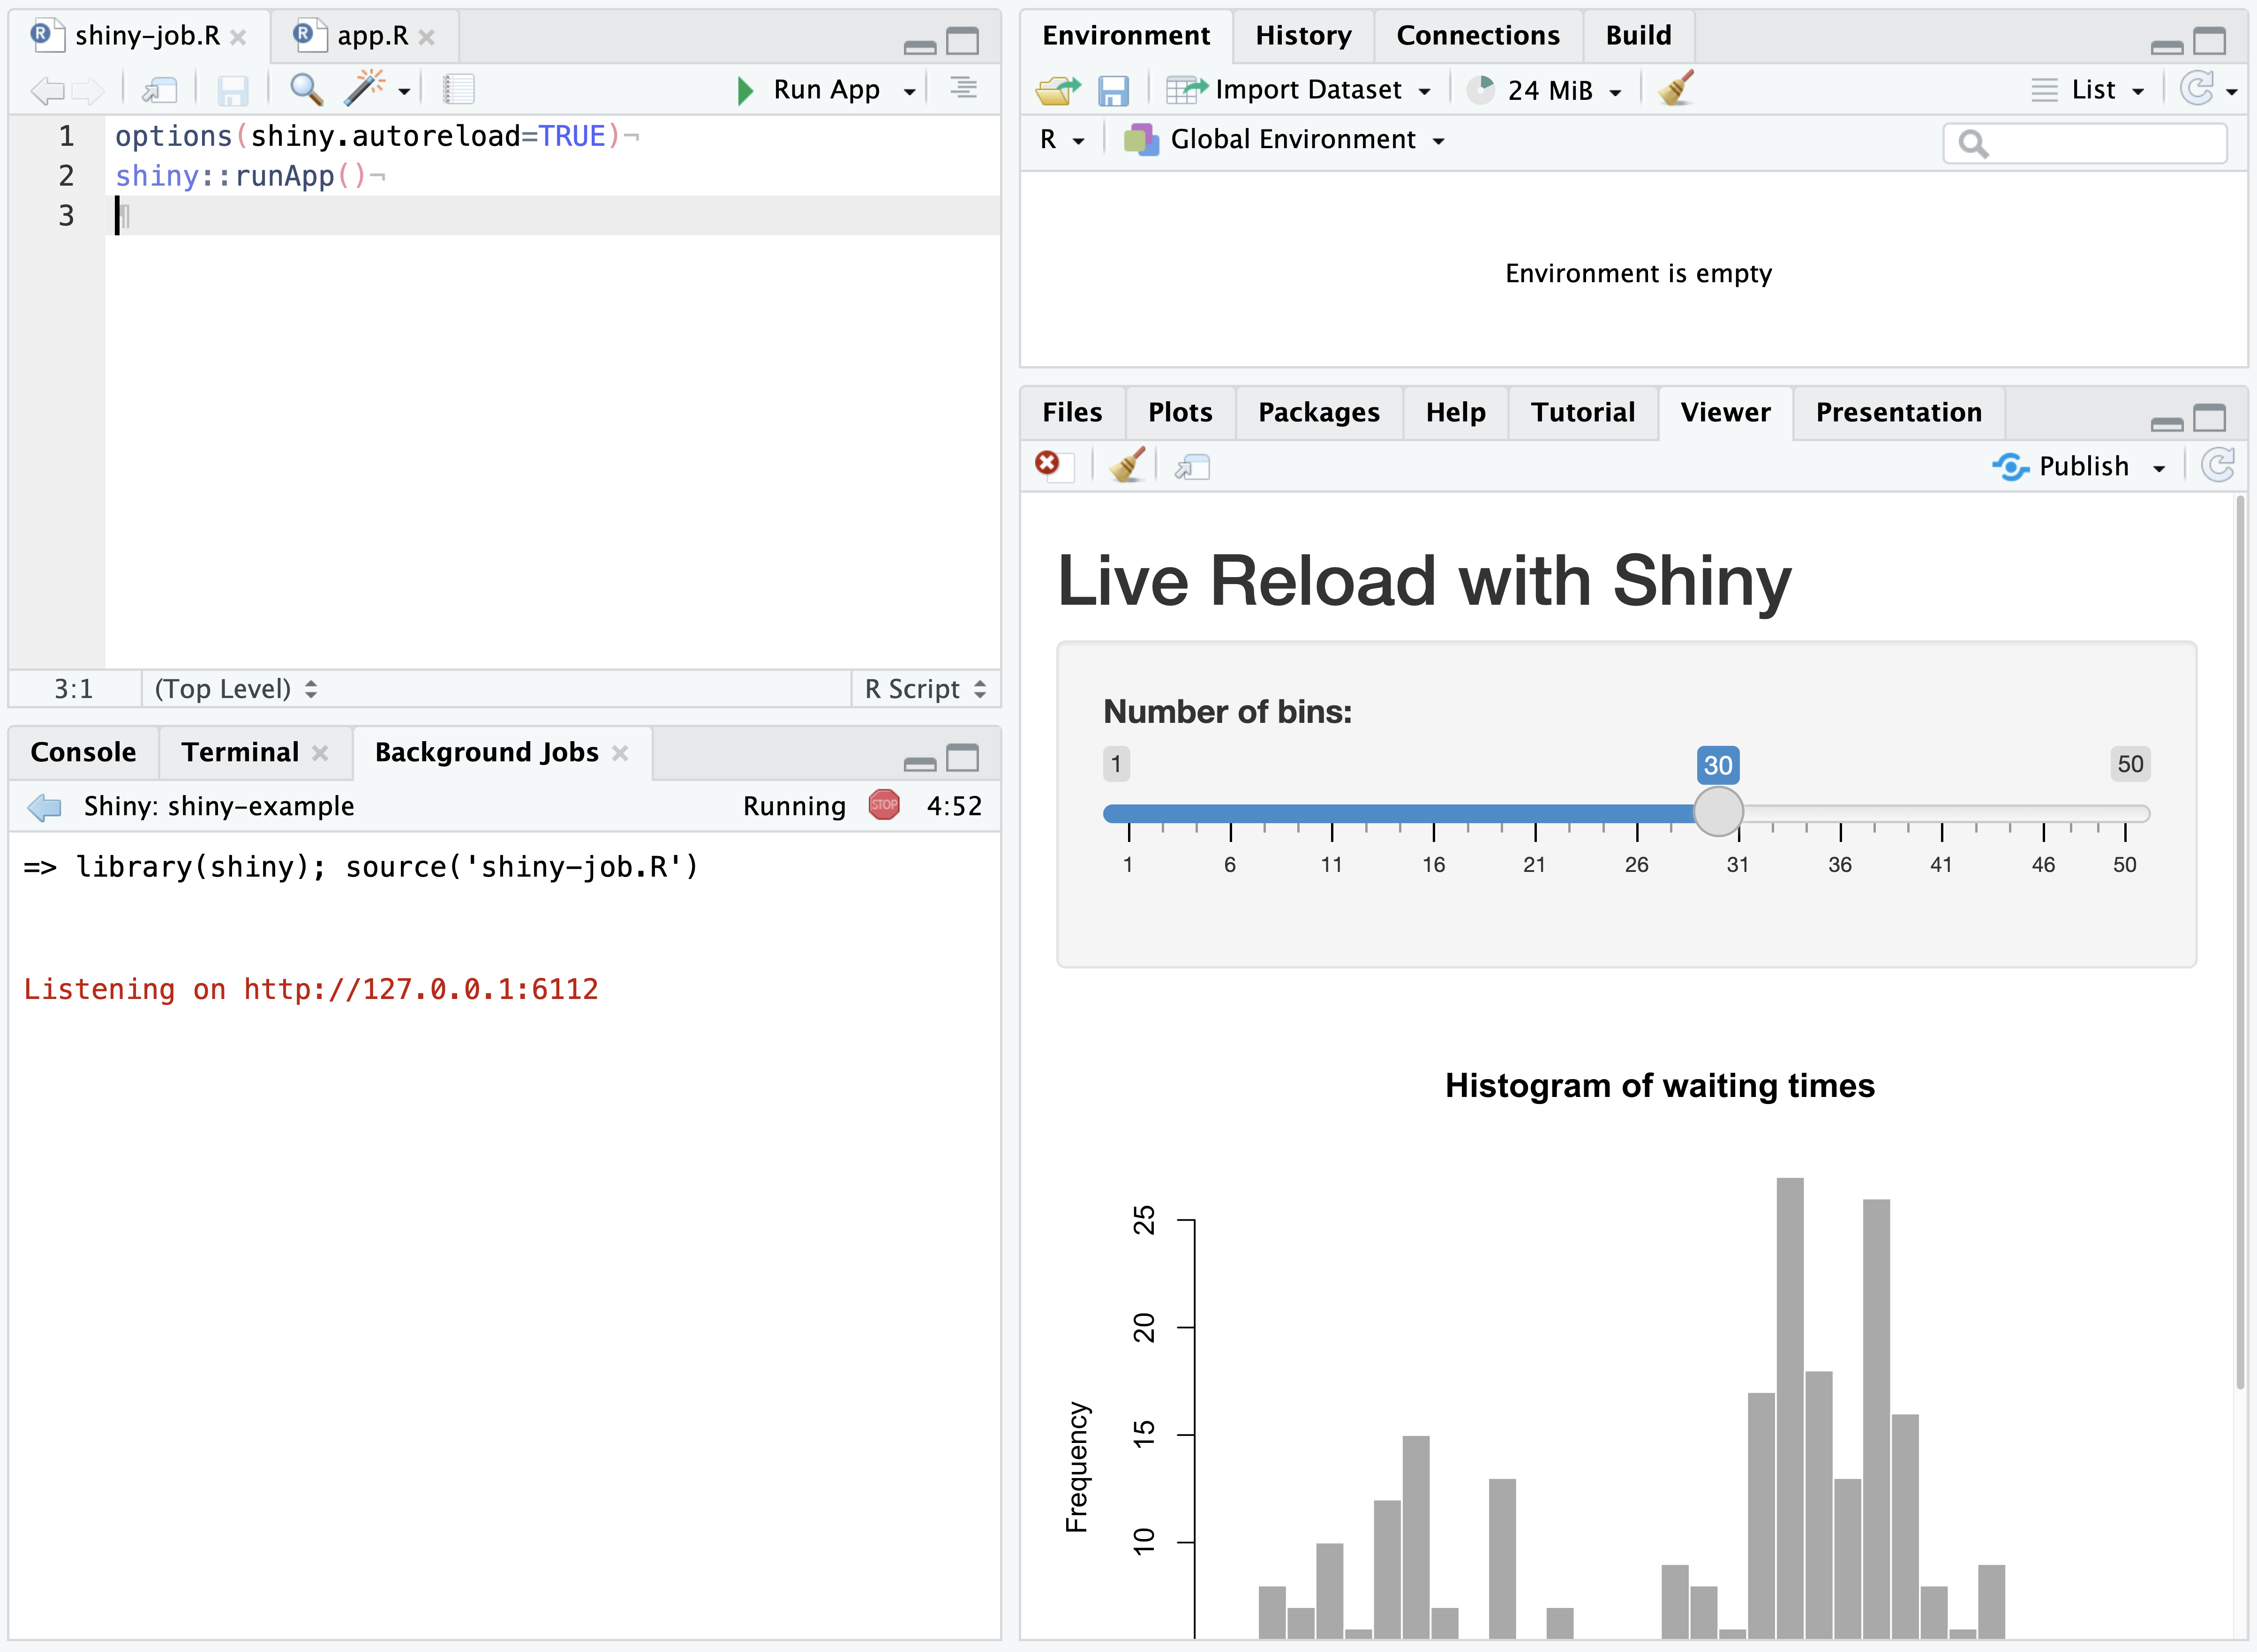 shiny-job.R
app.R
Run App
1 options(shiny.autoreload=TRUE)¬
2 shiny::runApp()¬
3 ¶
3:1 (Top Level) R Script
Console Terminal Background Jobs
Shiny: shiny-example Running STOP 4:52
=> library(shiny); source('shiny-job.R')
Listening on http://127.0.0.1:6112
Environment History Connections Build
Import Dataset 24 MiB List
R Global Environment
Environment is empty
Files Plots Packages Help Tutorial Viewer Presentation
Publish
Live Reload with Shiny
Number of bins:
1 30 50
1 6 11 16 21 26 31 36 41 46 50
Histogram of waiting times
25
20
15
10
Frequency